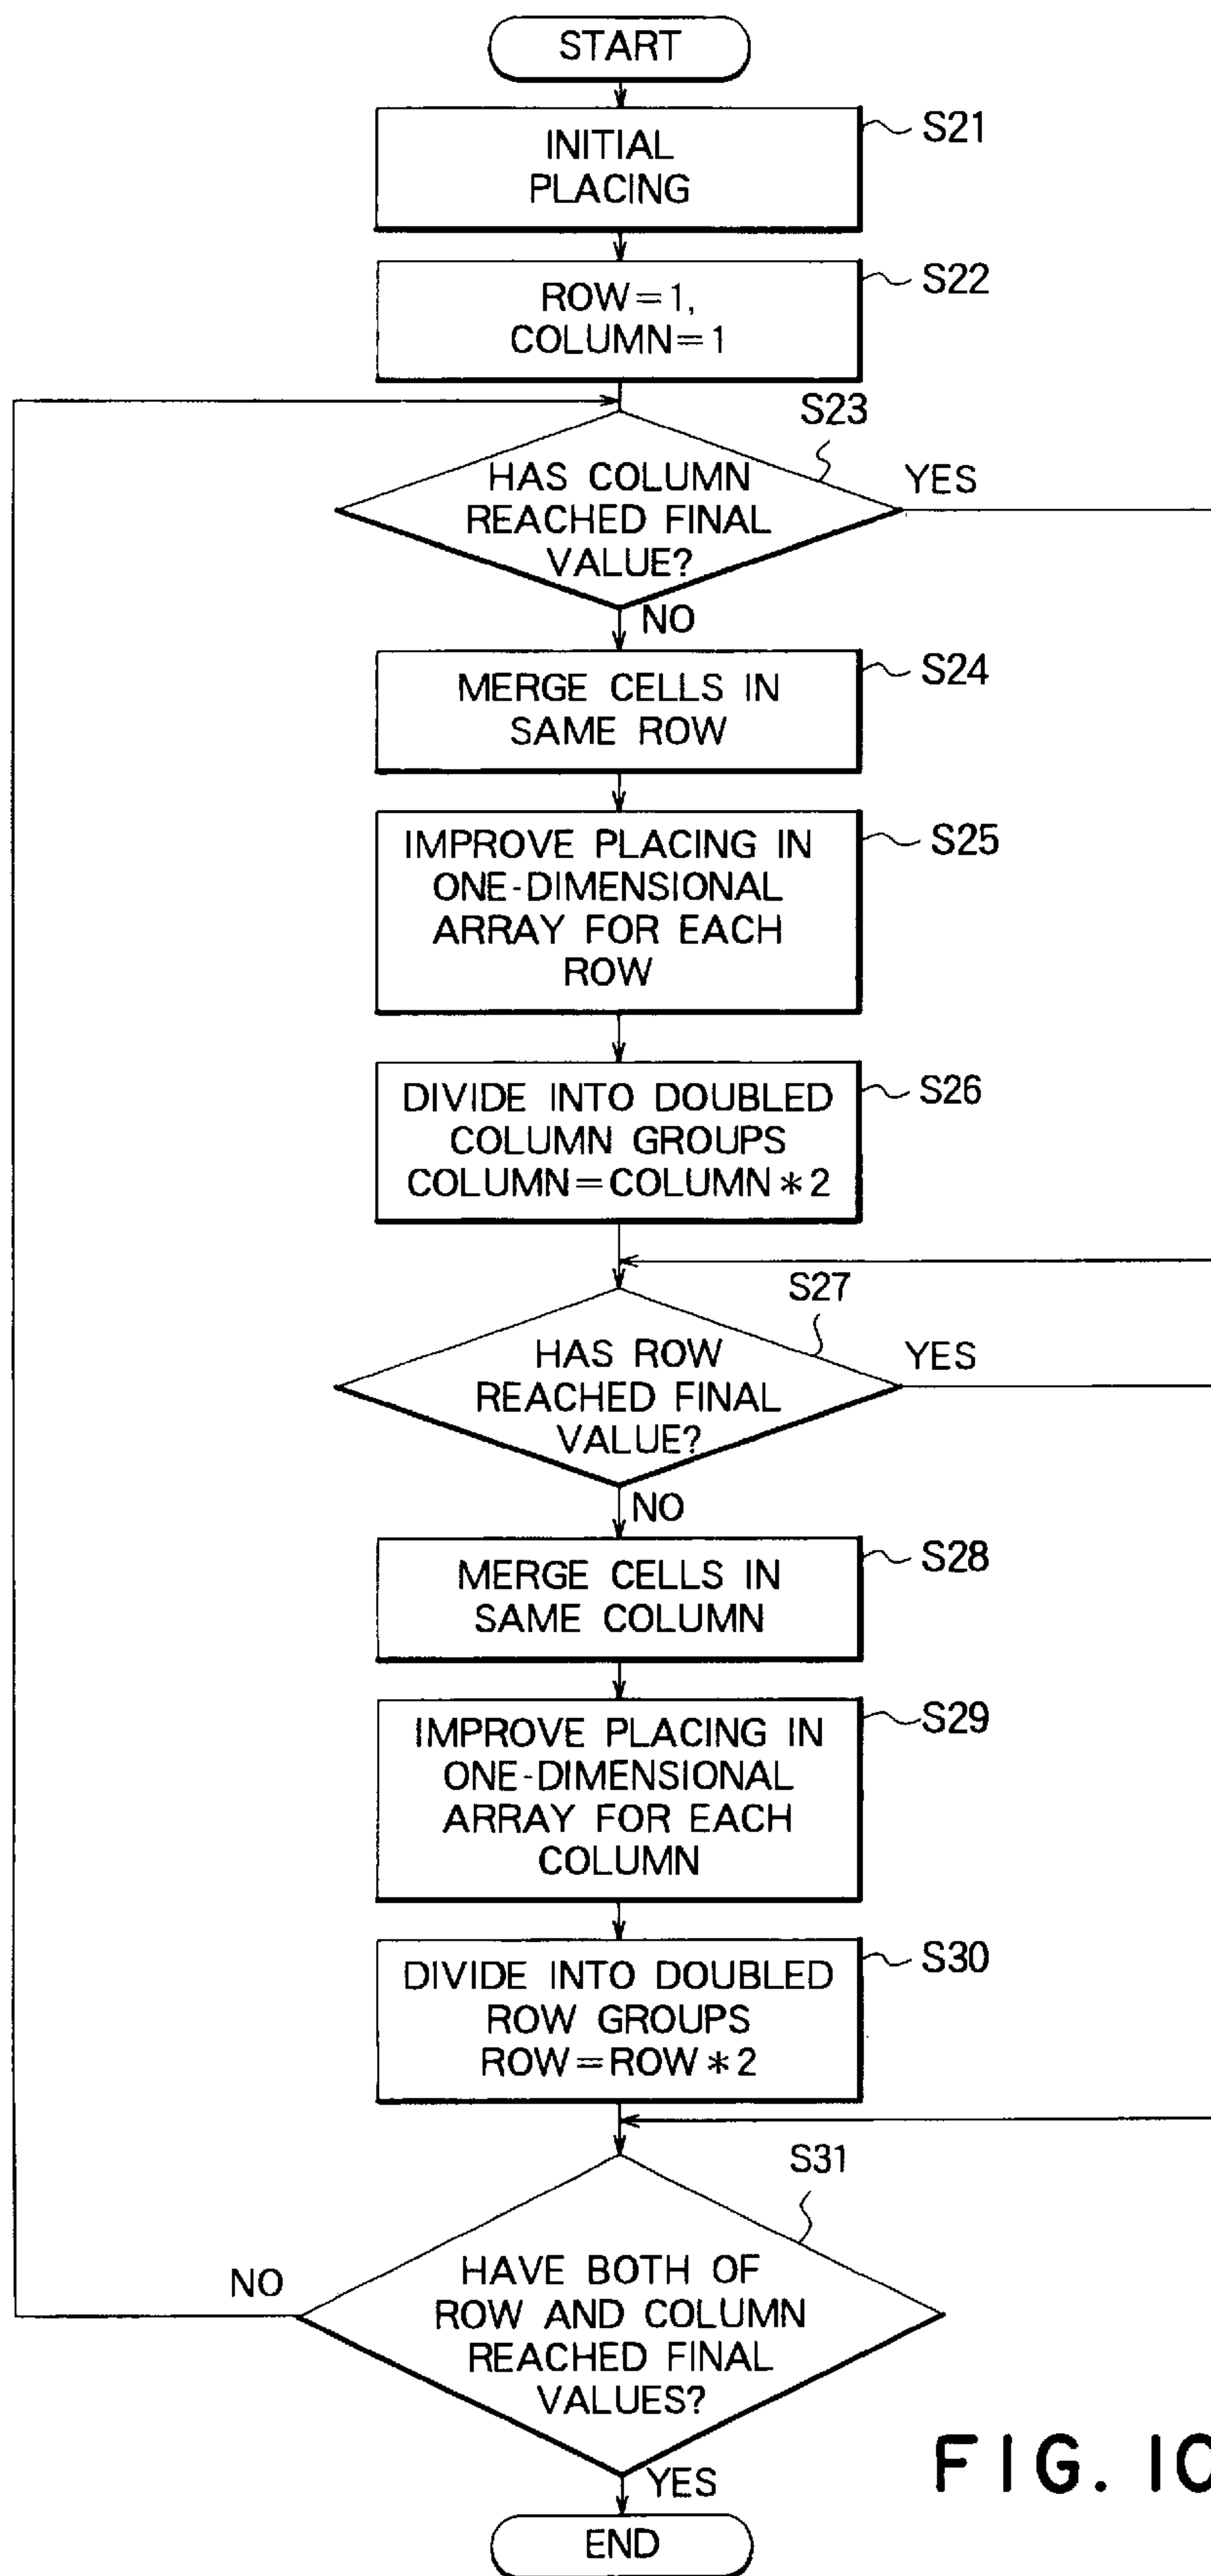 START
INITIAL
PLACING
S21
ROW=1,
COLUMN=1
S22
S23
HAS COLUMN
REACHED FINAL
VALUE?
YES
NO
MERGE CELLS IN
SAME ROW
S24
IMPROVE PLACING IN
ONE-DIMENSIONAL
ARRAY FOR EACH
ROW
S25
DIVIDE INTO DOUBLED
COLUMN GROUPS
COLUMN=COLUMN*2
S26
S27
HAS ROW
REACHED FINAL
VALUE?
YES
NO
MERGE CELLS IN
SAME COLUMN
S28
IMPROVE PLACING IN
ONE-DIMENSIONAL
ARRAY FOR EACH
COLUMN
S29
DIVIDE INTO DOUBLED
ROW GROUPS
ROW=ROW*2
S30
S31
HAVE BOTH OF
ROW AND COLUMN
REACHED FINAL
VALUES?
NO
YES
END
FIG. 10